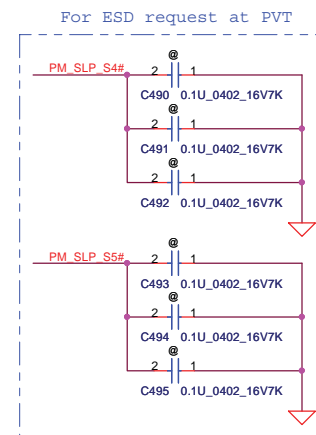 For ESD request at PVT
@
PM_SLP_S4# 2 1
C490 0.1U_0402_16V7K
@
2 1
C491 0.1U_0402_16V7K
@
2 1
C492 0.1U_0402_16V7K
@
PM_SLP_S5# 2 1
C493 0.1U_0402_16V7K
@
2 1
C494 0.1U_0402_16V7K
@
2 1
C495 0.1U_0402_16V7K